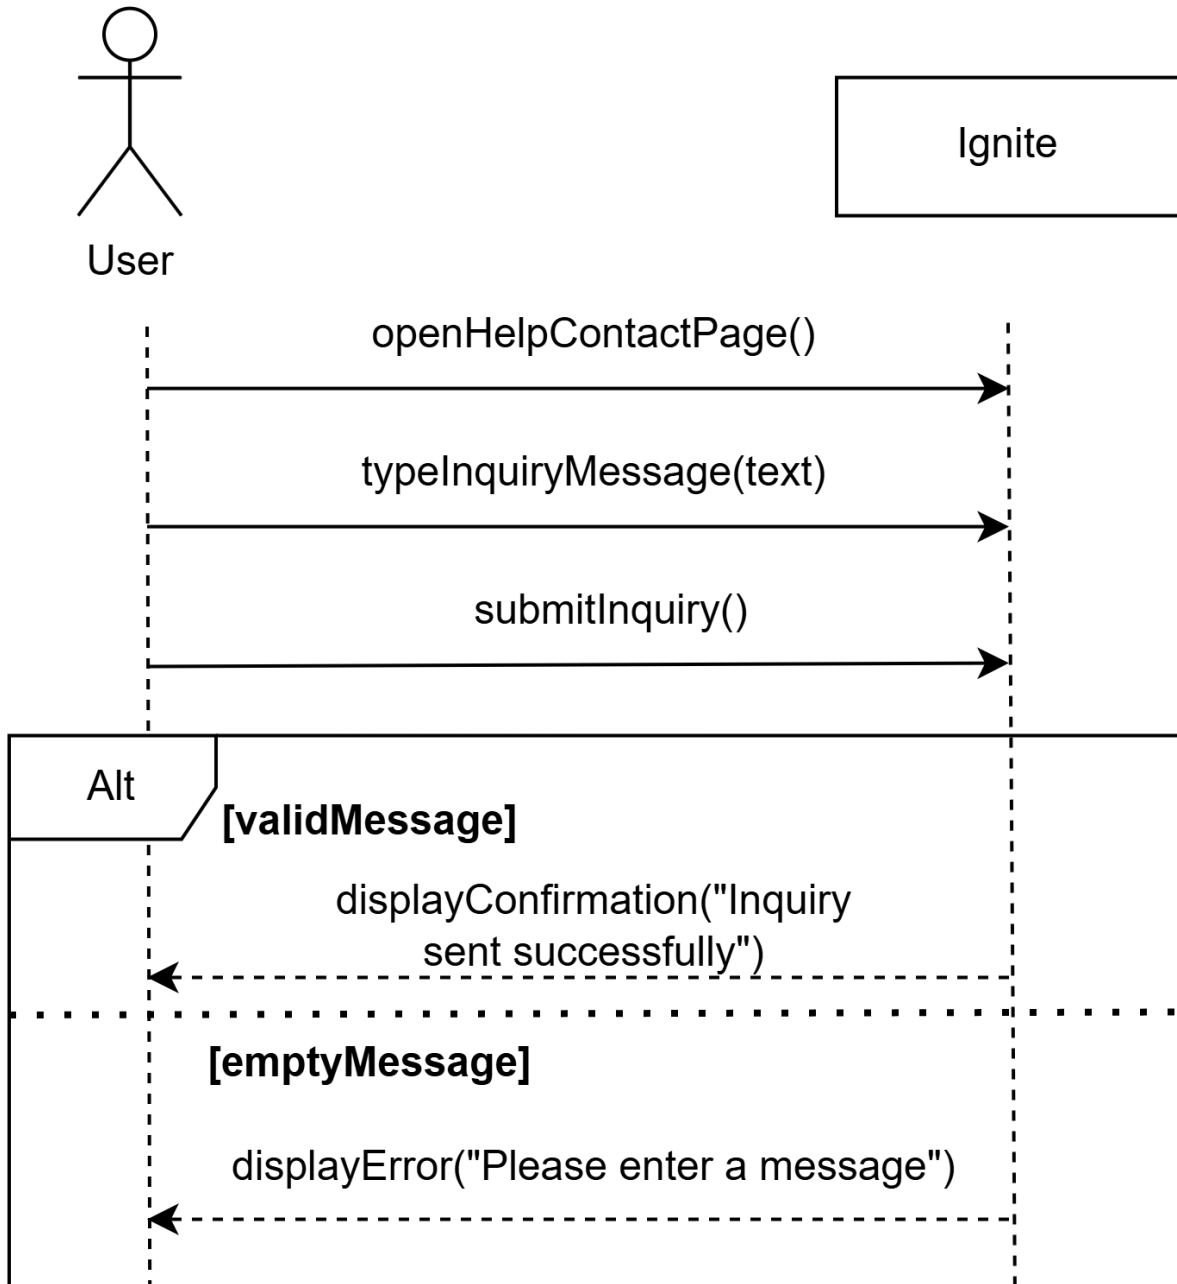 User
Ignite
openHelpContactPage()
typeInquiryMessage(text)
submitInquiry()
Alt
[validMessage]
displayConfirmation("Inquiry
sent successfully")
[emptyMessage]
displayError("Please enter a message")